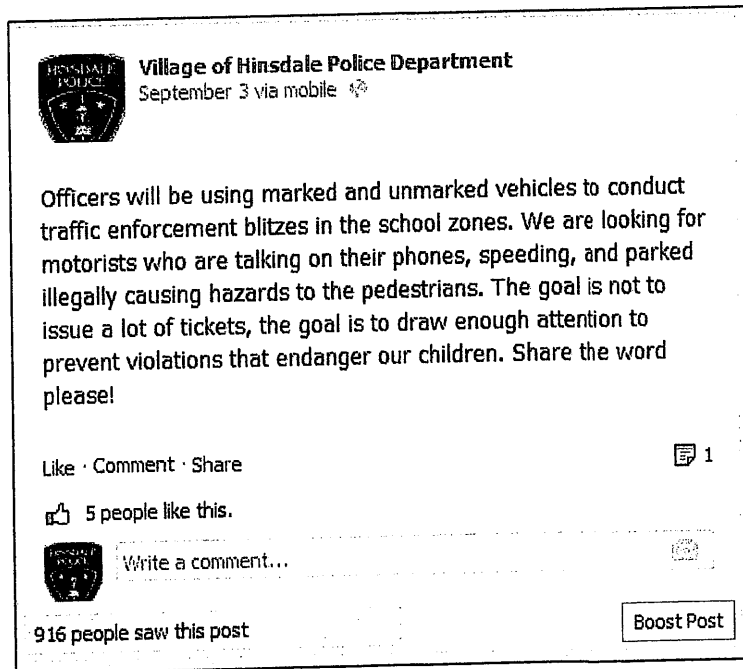 HINSDALE
POLICE
Village of Hinsdale Police Department
September 3 via mobile
Officers will be using marked and unmarked vehicles to conduct
traffic enforcement blitzes in the school zones. We are looking for
motorists who are talking on their phones, speeding, and parked
illegally causing hazards to the pedestrians. The goal is not to
issue a lot of tickets, the goal is to draw enough attention to
prevent violations that endanger our children. Share the word
please!
Like · Comment · Share
1
5 people like this.
HINSDALE
POLICE
Write a comment...
916 people saw this post
Boost Post